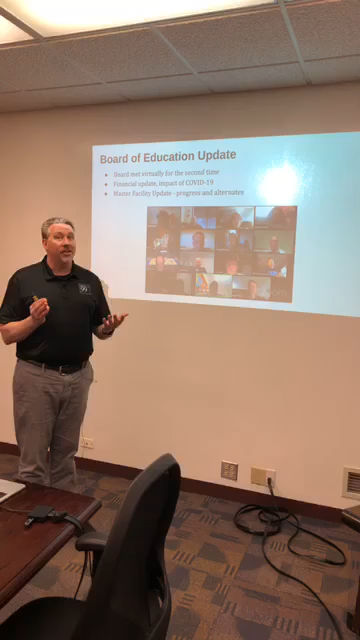 Board of Education Update
• Board met virtually for the second time
• Financial update, impact of COVID-19
• Master Facility Update - progress and alternates